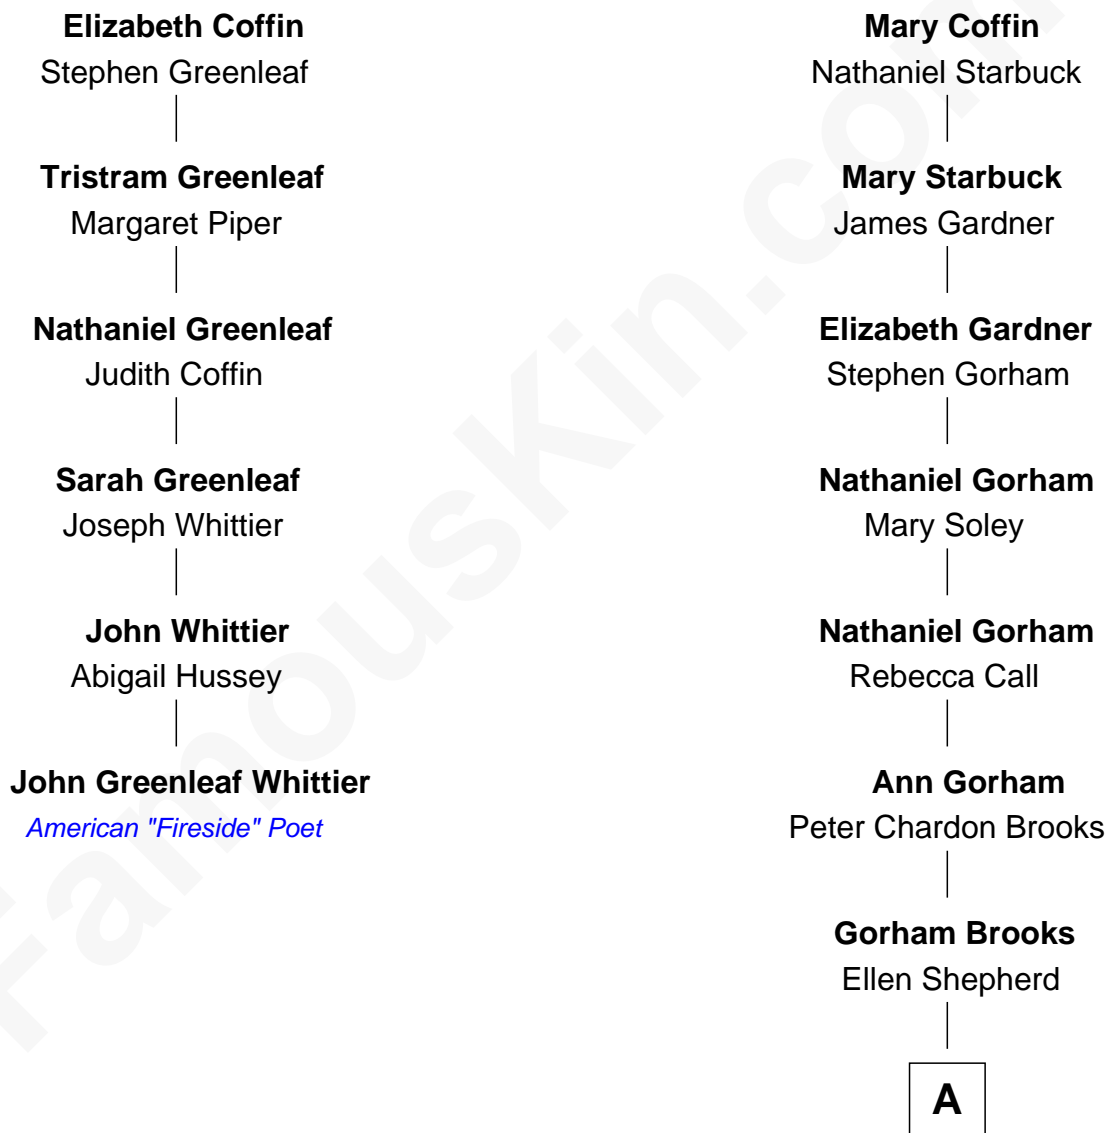 Elizabeth Coffin
Stephen Greenleaf
Tristram Greenleaf
Margaret Piper
Nathaniel Greenleaf
Judith Coffin
Sarah Greenleaf
Joseph Whittier
John Whittier
Abigail Hussey
John Greenleaf Whittier
American "Fireside" Poet
Mary Coffin
Nathaniel Starbuck
Mary Starbuck
James Gardner
Elizabeth Gardner
Stephen Gorham
Nathaniel Gorham
Mary Soley
Nathaniel Gorham
Rebecca Call
Ann Gorham
Peter Chardon Brooks
Gorham Brooks
Ellen Shepherd
A
FamousKin.com